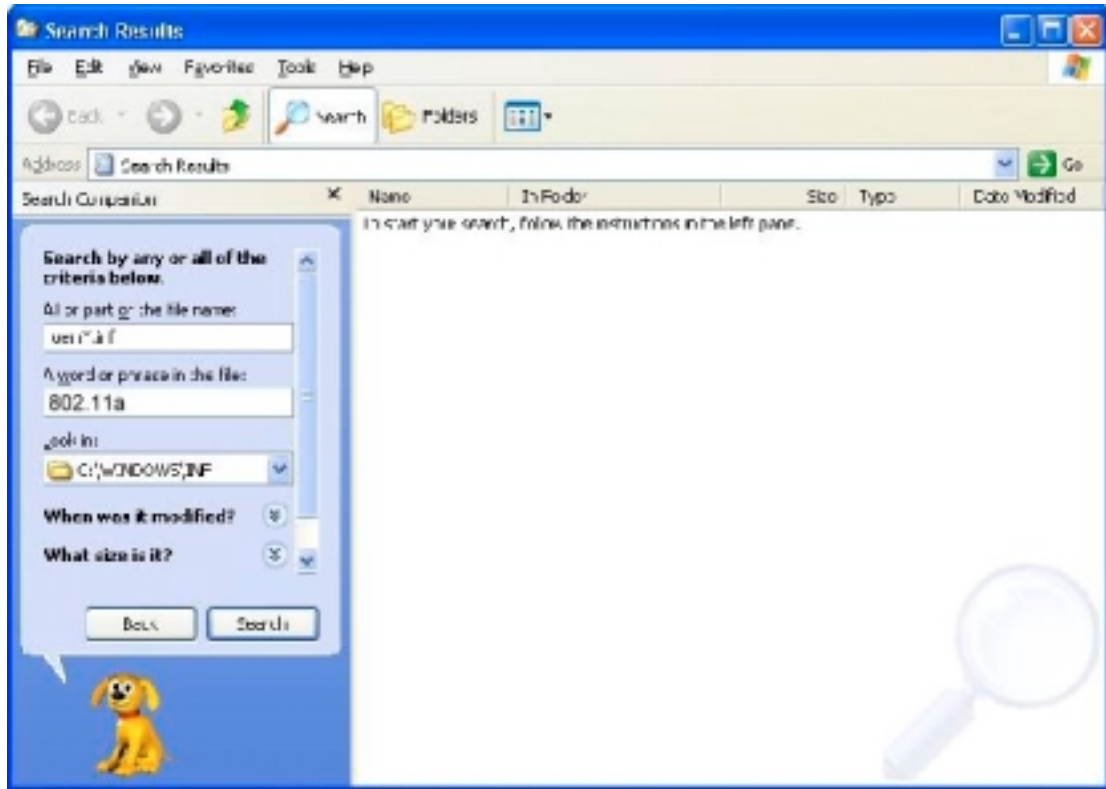 Search Results
File Edit View Favorites Tools Help
Back Search Folders
Address Search Results Go
Search Companion Name In Folder Size Type Date Modified
To start your search, follow the instructions in the left pane.
Search by any or all of the
criteria below.
All or part of the file name:
A word or phrase in the file:
802.11a
Look in:
C:\WINDOWS\INF
When was it modified?
What size is it?
Back Search